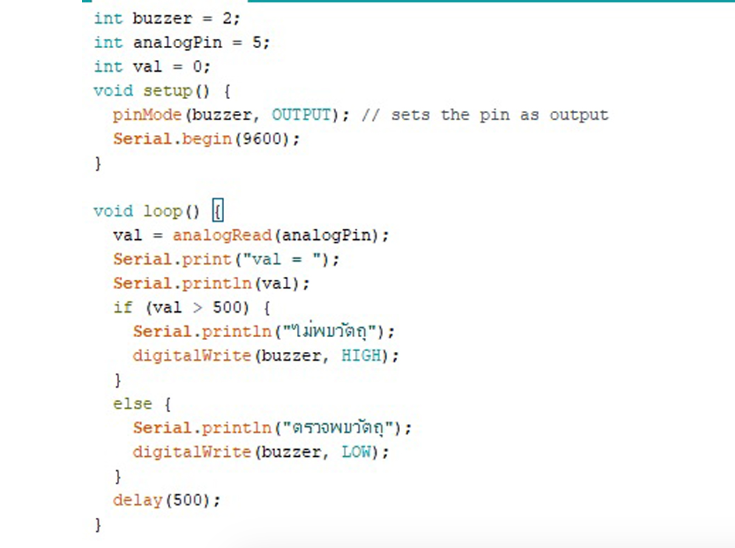 int buzzer = 2;
int analogPin = 5;
int val = 0;
void setup() {
  pinMode(buzzer, OUTPUT); // sets the pin as output
  Serial.begin(9600);
}

void loop() {
  val = analogRead(analogPin);
  Serial.print("val = ");
  Serial.println(val);
  if (val > 500) {
    Serial.println("ไม่พบวัตถุ");
    digitalWrite(buzzer, HIGH);
  }
  else {
    Serial.println("ตรวจพบวัตถุ");
    digitalWrite(buzzer, LOW);
  }
  delay(500);
}